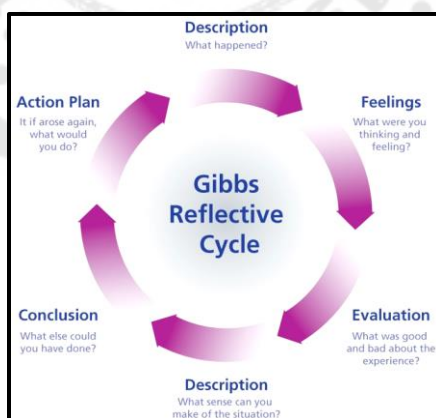 Description
What happened?
Feelings
What were you
thinking and
feeling?
Evaluation
What was good
and bad about the
experience?
Description
What sense can you
make of the situation?
Conclusion
What else could
you have done?
Action Plan
It if arose again,
what would
you do?
Gibbs
Reflective
Cycle